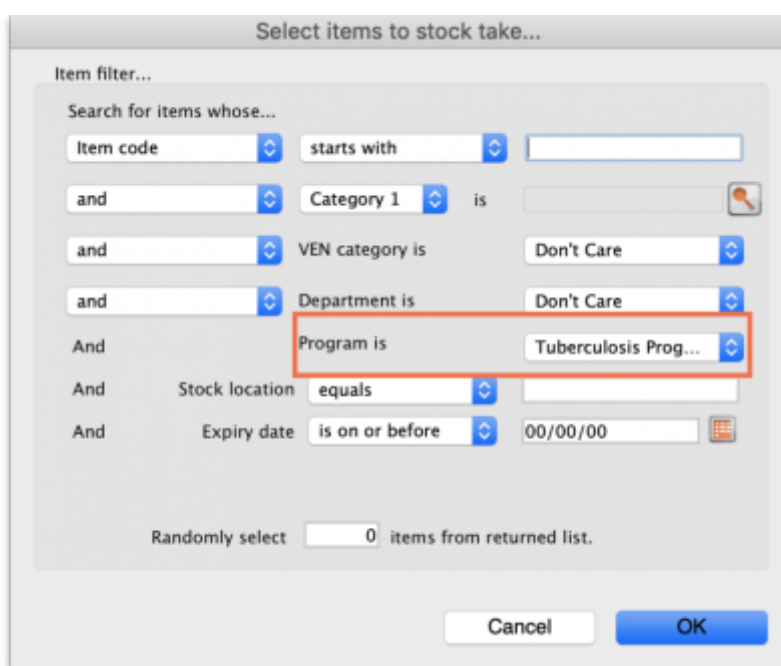 Select items to stock take...
Item filter...
Search for items whose...
Item code starts with
and Category 1 is
and VEN category is Don't Care
and Department is Don't Care
And Program is Tuberculosis Prog...
And Stock location equals
And Expiry date is on or before 00/00/00
Randomly select 0 items from returned list.
Cancel OK